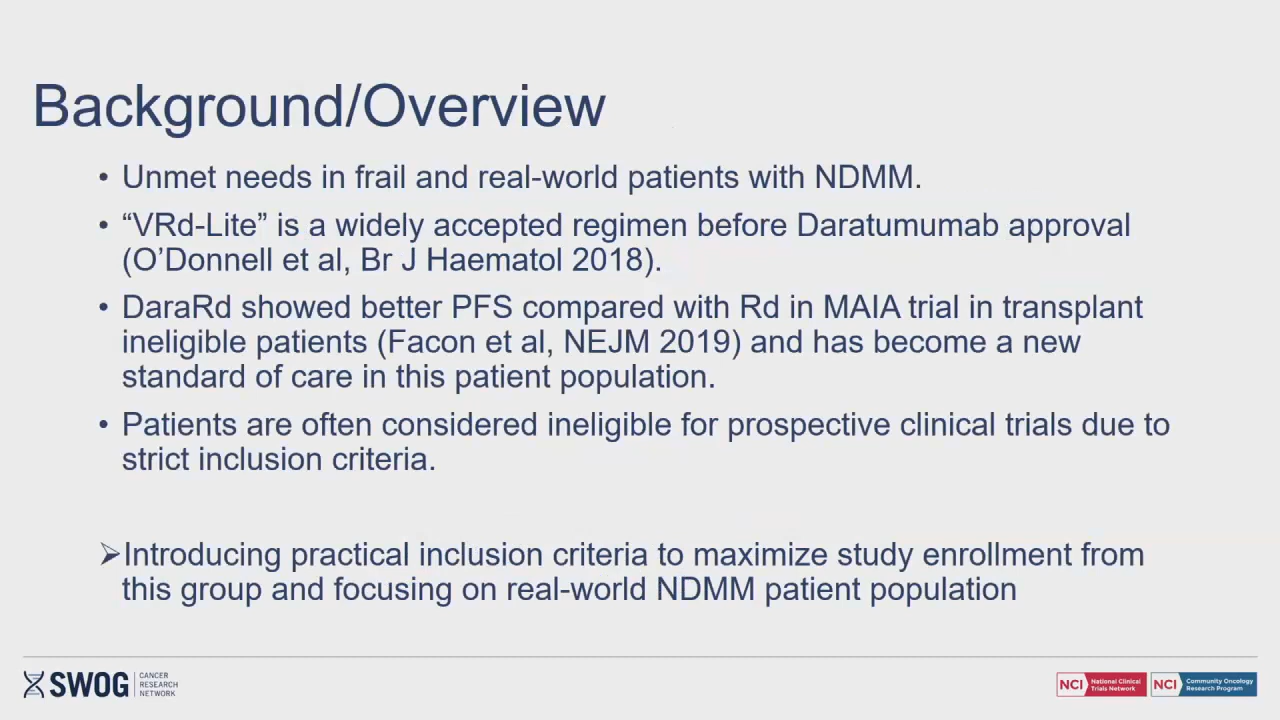 Background/Overview
• Unmet needs in frail and real-world patients with NDMM.
• “VRd-Lite” is a widely accepted regimen before Daratumumab approval
(O’Donnell et al, Br J Haematol 2018).
• DaraRd showed better PFS compared with Rd in MAIA trial in transplant
ineligible patients (Facon et al, NEJM 2019) and has become a new
standard of care in this patient population.
• Patients are often considered ineligible for prospective clinical trials due to
strict inclusion criteria.
➢Introducing practical inclusion criteria to maximize study enrollment from
this group and focusing on real-world NDMM patient population
SWOG
CANCER
RESEARCH
NETWORK
NCI
National Clinical
Trials Network
NCI
Community Oncology
Research Program